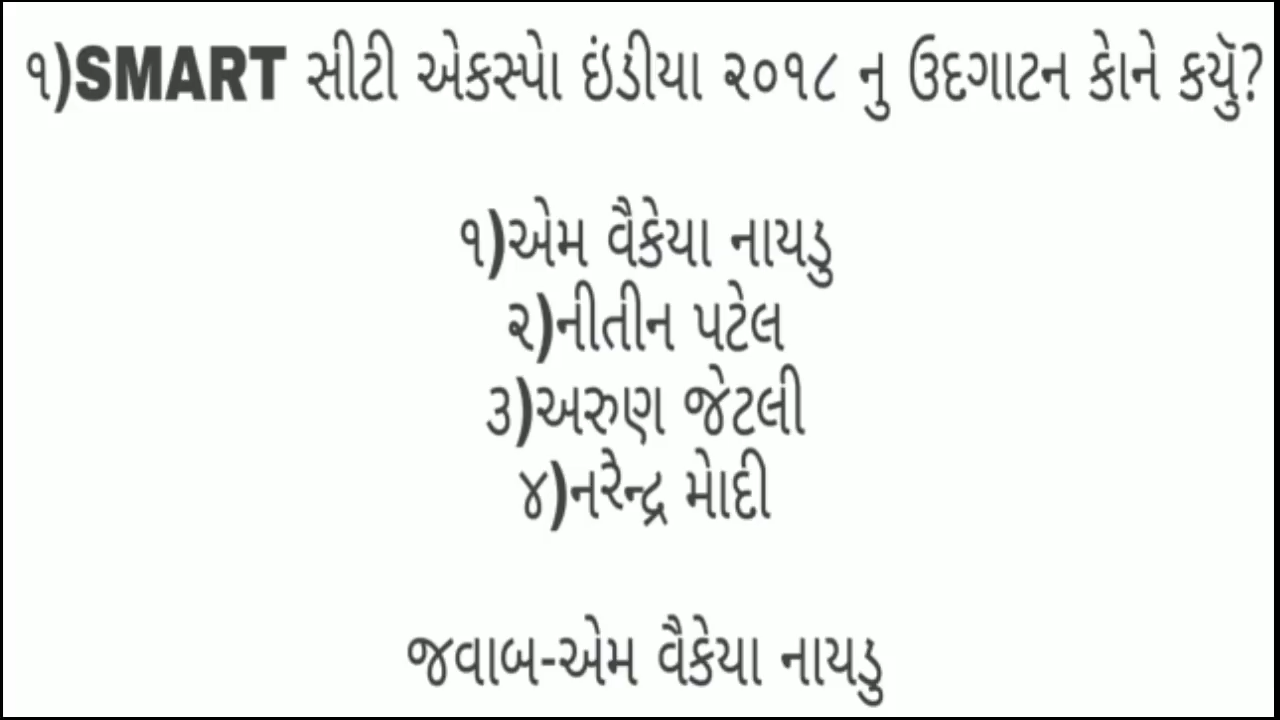 ૧)SMART સીટી એકસ્પો ઇંડીયા ૨૦૧૮ નુ ઉદગાટન કોને કર્યુૅ?
૧)એમ વૈકેયા નાયડુ
૨)નીતીન પટેલ
૩)અરુણ જેટલી
૪)નરેન્દ્ર મોદી
જવાબ-એમ વૈકેયા નાયડુ